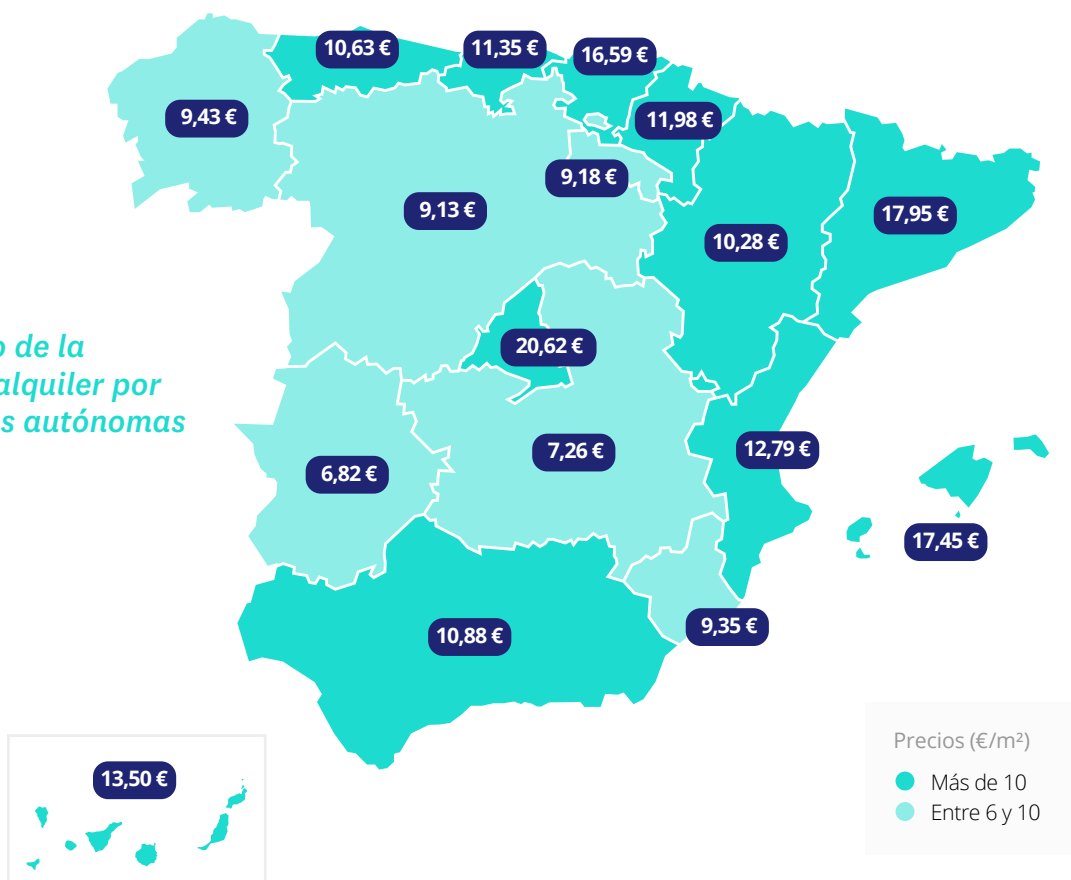 10,63 €
11,35 €
16,59 €
9,43 €
11,98 €
9,18 €
9,13 €
17,95 €
10,28 €
de la
20,62 €
alquiler por
autónomas
12,79 €
7,26 €
6,82 €
17,45 €
9,35 €
10,88 €
13,50 €
Precios (€/m²)
Más de 10
Entre 6 y 10